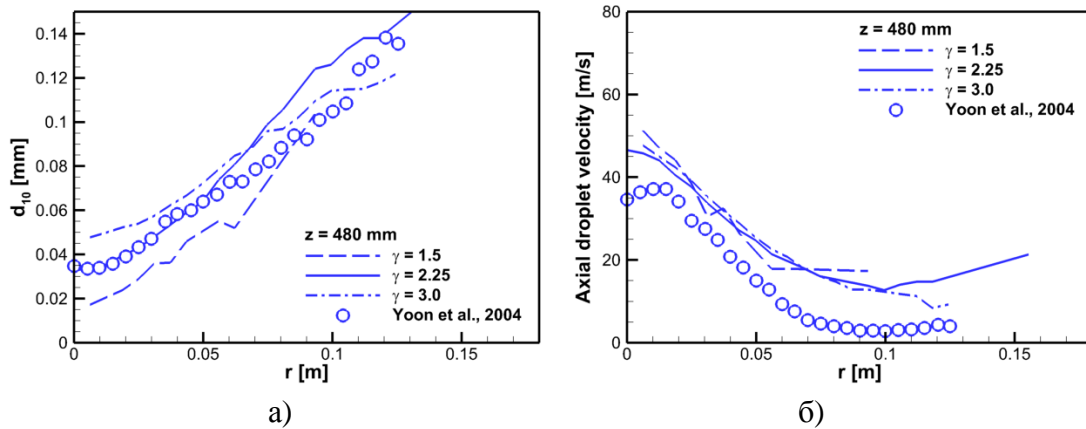 0.14
0.12
0.1
0.08
0.06
0.04
0.02
0
d₁₀ [mm]
z = 480 mm
γ = 1.5
γ = 2.25
γ = 3.0
Yoon et al., 2004
0 0.05 0.1 0.15
r [m]
а)
80
60
40
20
0
Axial droplet velocity [m/s]
z = 480 mm
γ = 1.5
γ = 2.25
γ = 3.0
Yoon et al., 2004
0 0.05 0.1 0.15
r [m]
б)